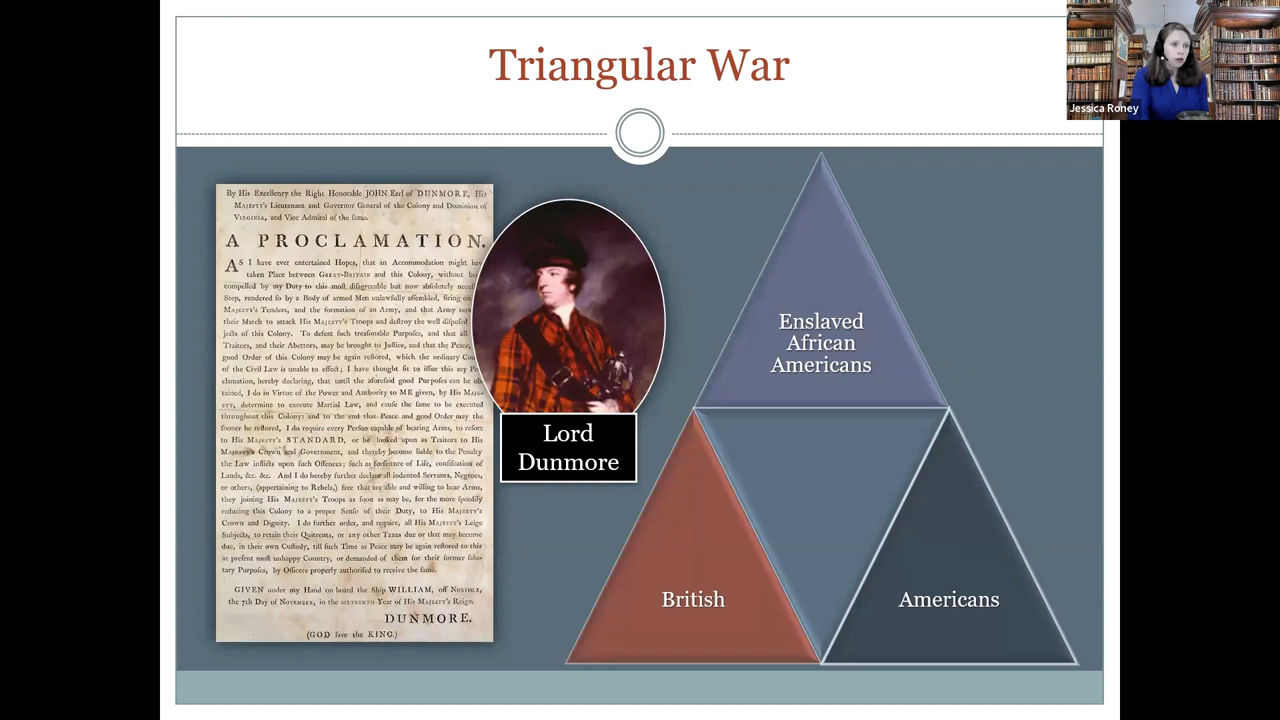 Triangular War
Jessica Roney
By His Excellency the Right Honorable JOHN Earl of DUNMORE, His
MAJESTY's Lieutenant and Governor General of the Colony and Dominion of
VIRGINIA, and Vice Admiral of the same.
A PROCLAMATION.
AS I have ever entertained Hopes, that an Accommodation might have
taken Place between GREAT-BRITAIN and this Colony, without be
compelled by my Duty to this most disagreeable but now absolutely necess
Step, rendered so by a Body of armed Men unlawfully assembled, firing on
MAJESTY's Tenders, and the formation of an Army, and that Army now
their March to attack His MAJESTY's Troops and destroy the well disposed
jects of this Colony. To defeat such treasonable Purposes, and that all
Traitors, and their Abettors, may be brought to Justice, and that the Peace,
good Order of this Colony may be again restored, which the ordinary Cou
of the Civil Law is unable to effect; I have thought fit to issue this my Pro
clamation, hereby declaring, that until the aforesaid good Purposes can be ob
tained, I do in Virtue of the Power and Authority to ME given, by His Maje-
STY, determine to execute Martial Law, and cause the same to be executed
throughout this Colony: and to the end that Peace and good Order may the
sooner be restored, I do require every Person capable of bearing Arms, to resort
to His MAJESTY's STANDARD, or be looked upon as Traitors to His
MAJESTY's Crown and Government, and thereby become liable to the Penalty
the Law inflicts upon such Offences; such as forfeiture of Life, confiscation of
Lands, &c. &c. And I do hereby further declare all indented Servants, Negroes,
or others, (appertaining to Rebels,) free that are able and willing to bear Arms,
they joining His MAJESTY's Troops as soon as may be, for the more speedily
reducing this Colony to a proper Sense of their Duty, to His MAJESTY's
Crown and Dignity. I do further order, and require, all His MAJESTY's Leige
Subjects, to retain their Quitrents, or any other Taxes due or that may become
due, in their own Custody, till such Time as Peace may be again restored to this
at present most unhappy Country, or demanded of them for their former salu-
tary Purposes, by Officers properly authorised to receive the same.
GIVEN under my Hand on board the Ship WILLIAM, off NORFOLK,
the 7th Day of November, in the SIXTEENTH Year of His MAJESTY's Reign.
DUNMORE.
(GOD save the KING.)
Lord
Dunmore
Enslaved
African
Americans
British
Americans